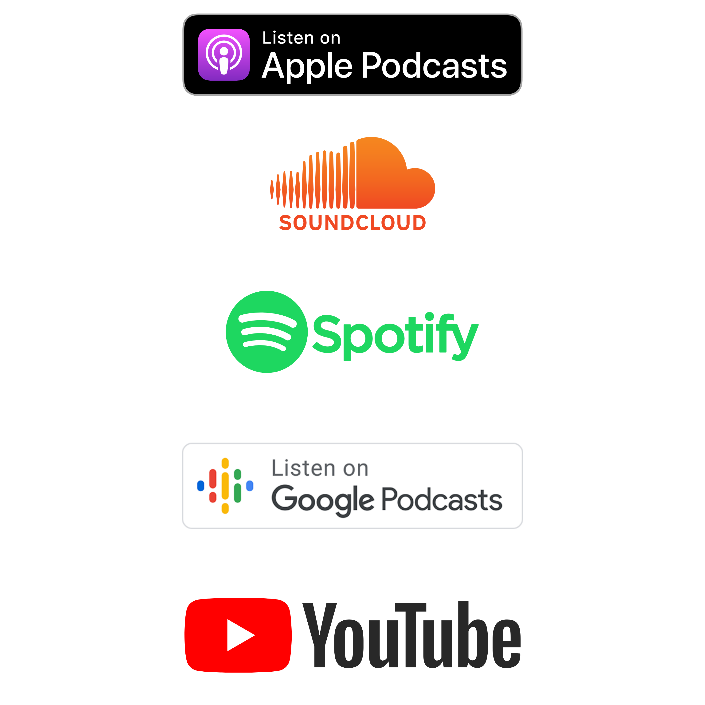 Listen on
Apple Podcasts
SOUNDCLOUD
Spotify
Listen on
Google Podcasts
YouTube